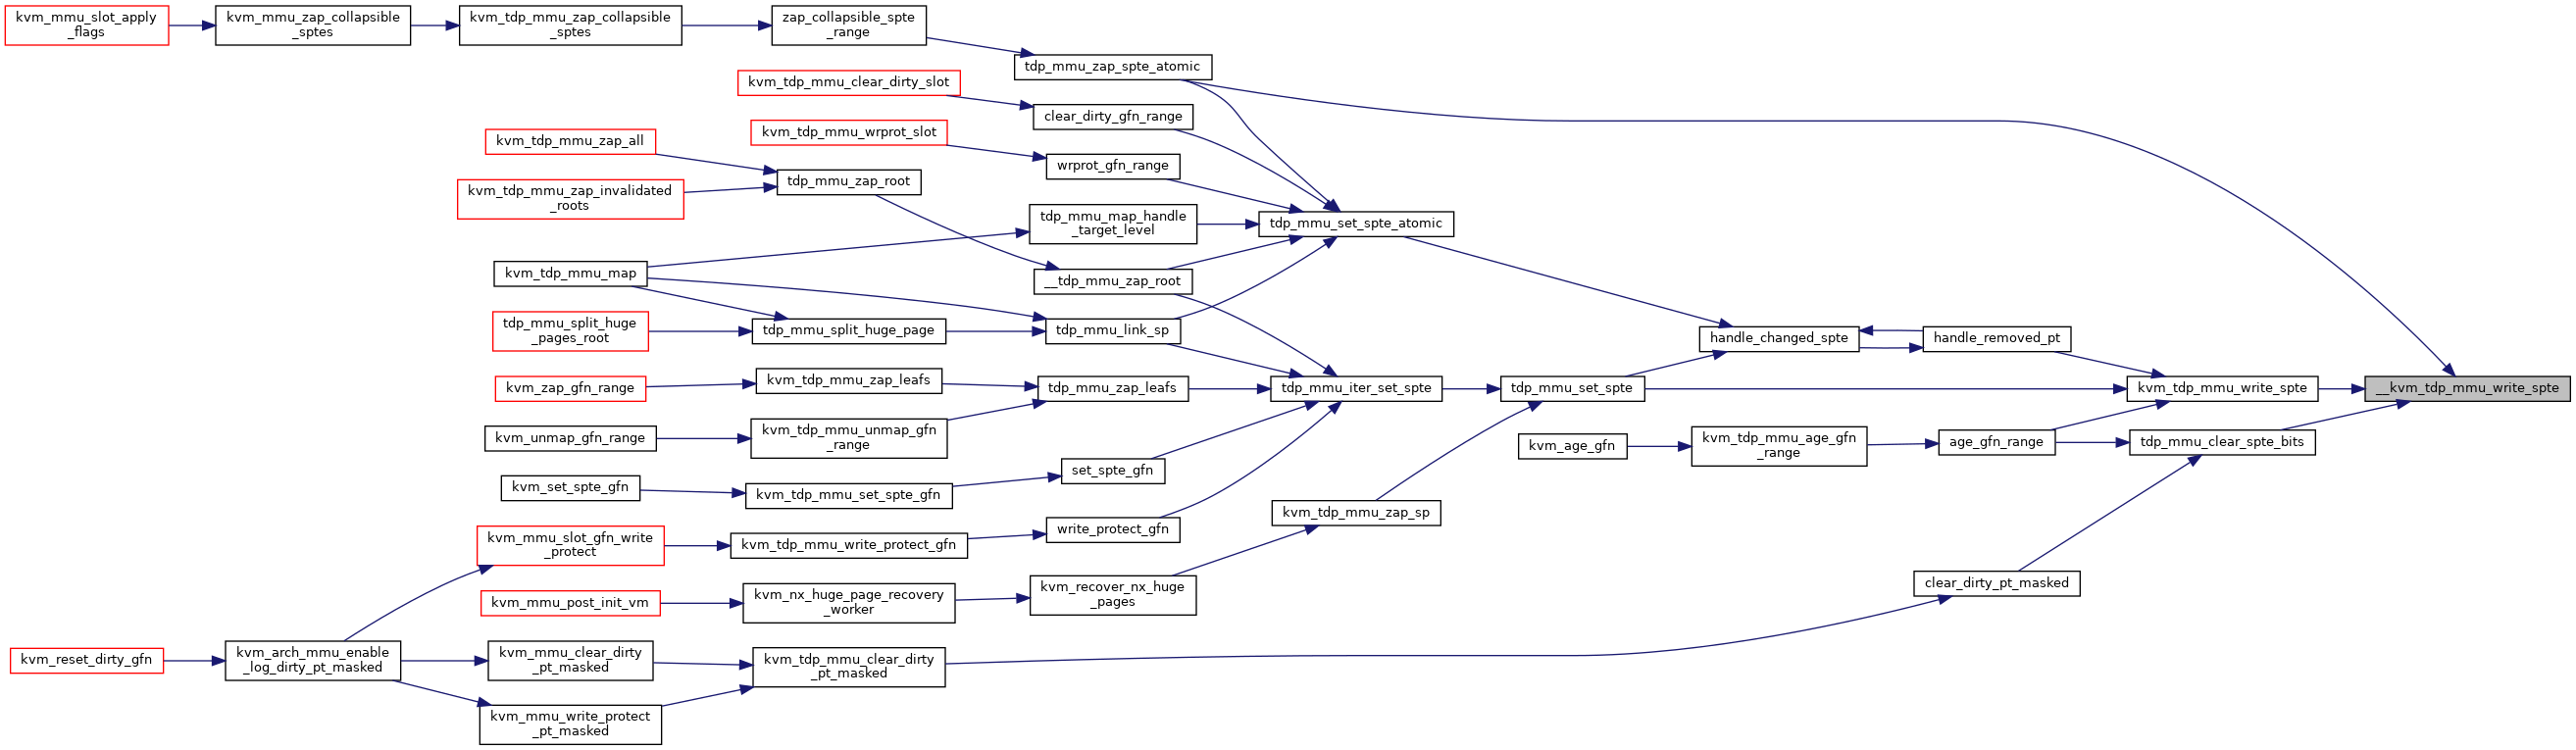 kvm_mmu_slot_apply
_flags
kvm_mmu_zap_collapsible
_sptes
kvm_tdp_mmu_zap_collapsible
_sptes
zap_collapsible_spte
_range
tdp_mmu_zap_spte_atomic
kvm_tdp_mmu_clear_dirty_slot
clear_dirty_gfn_range
kvm_tdp_mmu_wrprot_slot
kvm_tdp_mmu_zap_all
wrprot_gfn_range
tdp_mmu_zap_root
kvm_tdp_mmu_zap_invalidated
_roots
tdp_mmu_map_handle
_target_level
tdp_mmu_set_spte_atomic
kvm_tdp_mmu_map
__tdp_mmu_zap_root
tdp_mmu_split_huge
_pages_root
tdp_mmu_split_huge_page
tdp_mmu_link_sp
handle_changed_spte
handle_removed_pt
kvm_zap_gfn_range
kvm_tdp_mmu_zap_leafs
tdp_mmu_zap_leafs
tdp_mmu_iter_set_spte
tdp_mmu_set_spte
kvm_tdp_mmu_write_spte
__kvm_tdp_mmu_write_spte
kvm_unmap_gfn_range
kvm_tdp_mmu_unmap_gfn
_range
kvm_age_gfn
kvm_tdp_mmu_age_gfn
_range
age_gfn_range
tdp_mmu_clear_spte_bits
set_spte_gfn
kvm_set_spte_gfn
kvm_tdp_mmu_set_spte_gfn
kvm_tdp_mmu_zap_sp
write_protect_gfn
kvm_mmu_slot_gfn_write
_protect
kvm_tdp_mmu_write_protect_gfn
clear_dirty_pt_masked
kvm_mmu_post_init_vm
kvm_nx_huge_page_recovery
_worker
kvm_recover_nx_huge
_pages
kvm_reset_dirty_gfn
kvm_arch_mmu_enable
_log_dirty_pt_masked
kvm_mmu_clear_dirty
_pt_masked
kvm_tdp_mmu_clear_dirty
_pt_masked
kvm_mmu_write_protect
_pt_masked